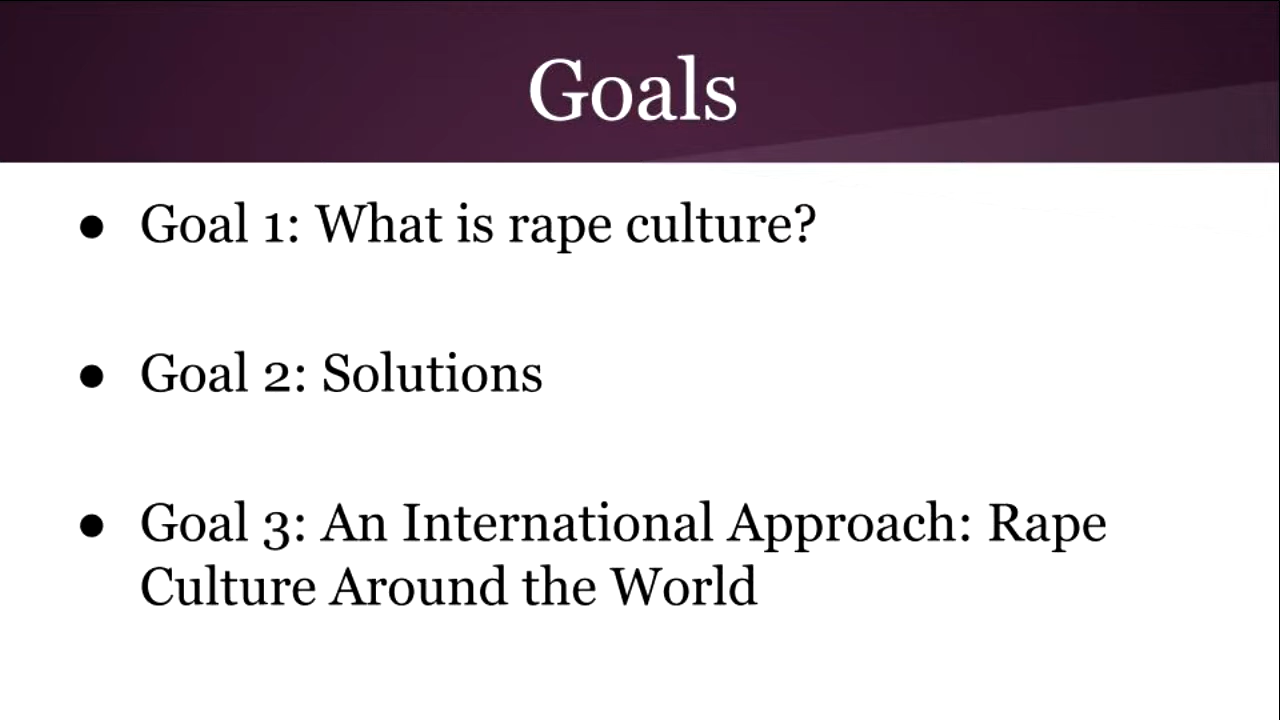 Goals
● Goal 1: What is rape culture?
● Goal 2: Solutions
● Goal 3: An International Approach: Rape
Culture Around the World